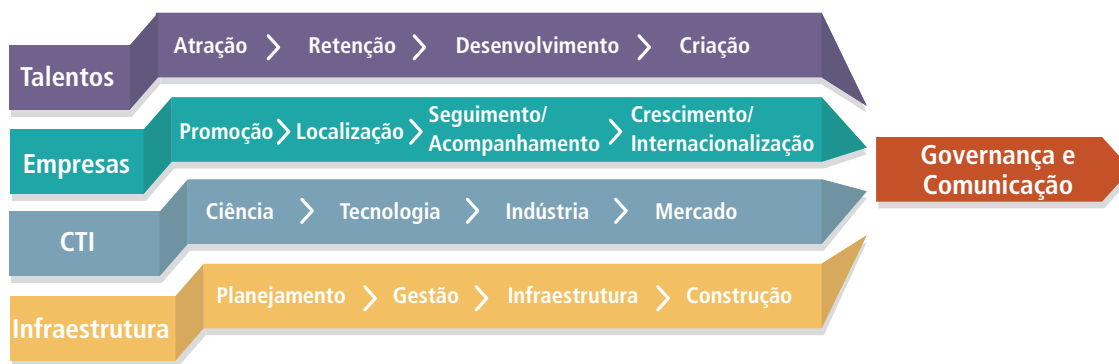 Talentos
Atração
Retenção
Desenvolvimento
Criação
Empresas
Promoção
Localização
Seguimento/
Acompanhamento
Crescimento/
Internacionalização
CTI
Ciência
Tecnologia
Indústria
Mercado
Infraestrutura
Planejamento
Gestão
Infraestrutura
Construção
Governança e
Comunicação